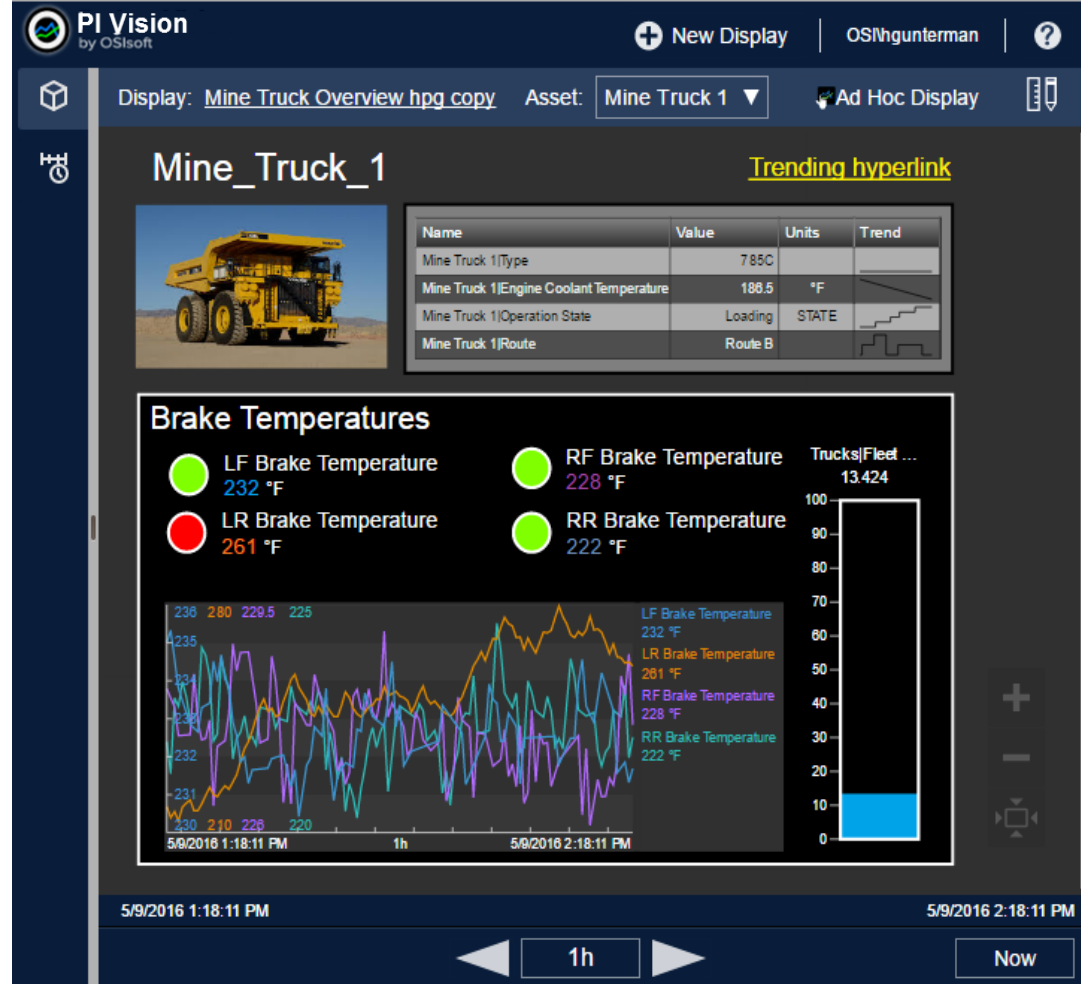 PI Vision
by OSIsoft
New Display
OSI\hgunterman
?
Display: Mine Truck Overview hpg copy Asset: Mine Truck 1 ▼ Ad Hoc Display
Mine_Truck_1
Trending hyperlink
Name Value Units Trend
Mine Truck 1|Type 785C
Mine Truck 1|Engine Coolant Temperature 186.5 °F
Mine Truck 1|Operation State Loading STATE
Mine Truck 1|Route Route B
Brake Temperatures
LF Brake Temperature
232 °F
RF Brake Temperature
228 °F
LR Brake Temperature
261 °F
RR Brake Temperature
222 °F
Trucks|Fleet ...
13.424
100
90
80
70
60
50
40
30
20
10
0
236 280 229.5 225
235
234
233
232
231
230 210 226 220
5/9/2016 1:18:11 PM 1h 5/9/2016 2:18:11 PM
LF Brake Temperature
232 °F
LR Brake Temperature
261 °F
RF Brake Temperature
228 °F
RR Brake Temperature
222 °F
5/9/2016 1:18:11 PM 5/9/2016 2:18:11 PM
1h
Now